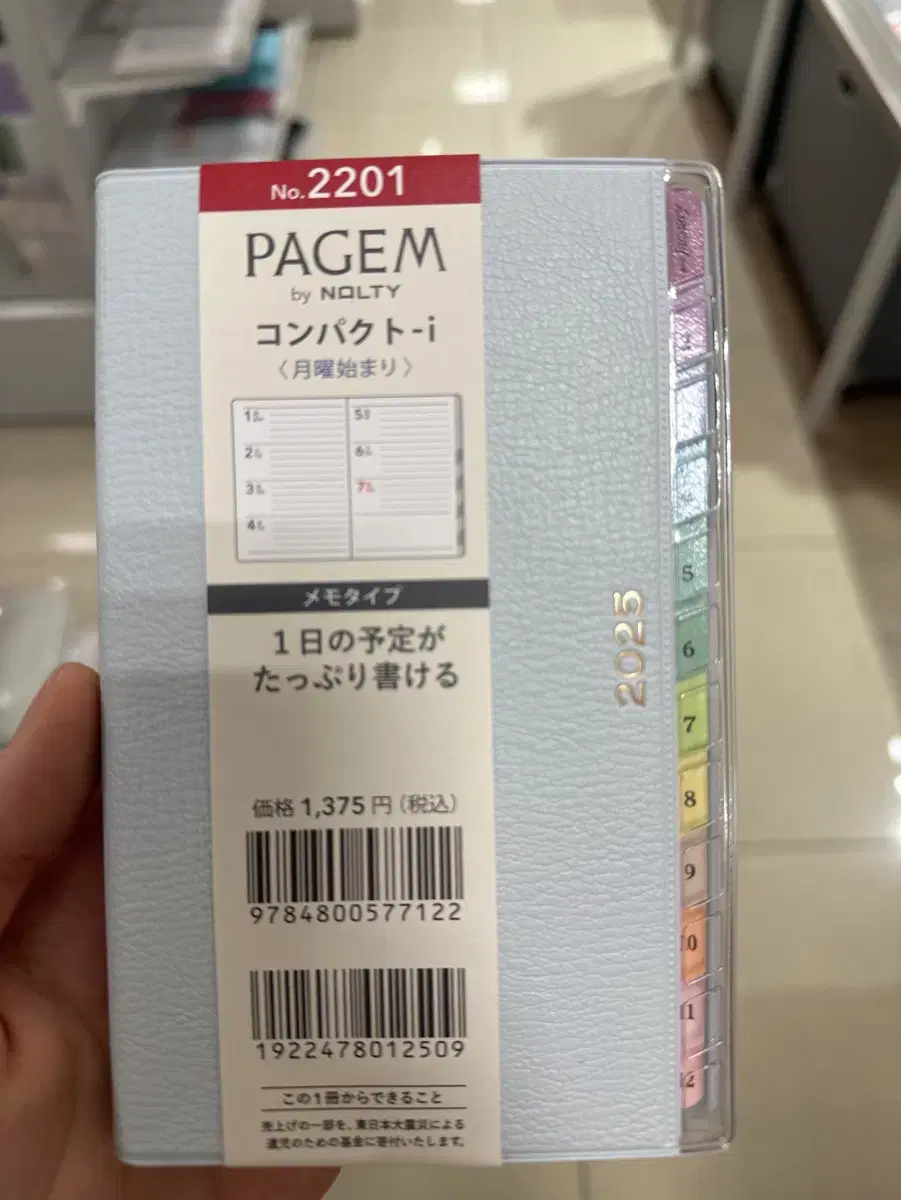 No.2201
PAGEM
by NOLTY
コンパクト-i
〈月曜始まり〉
1
2
3
4
5
6
7
メモタイプ
1日の予定が
たっぷり書ける
価格 1,375円(税込)
9784800577122
1922478012509
この1冊からできること
売上げの一部を、東日本大震災による
遺児のための基金に寄付いたします。
2025
5
6
7
8
9
10
11
12